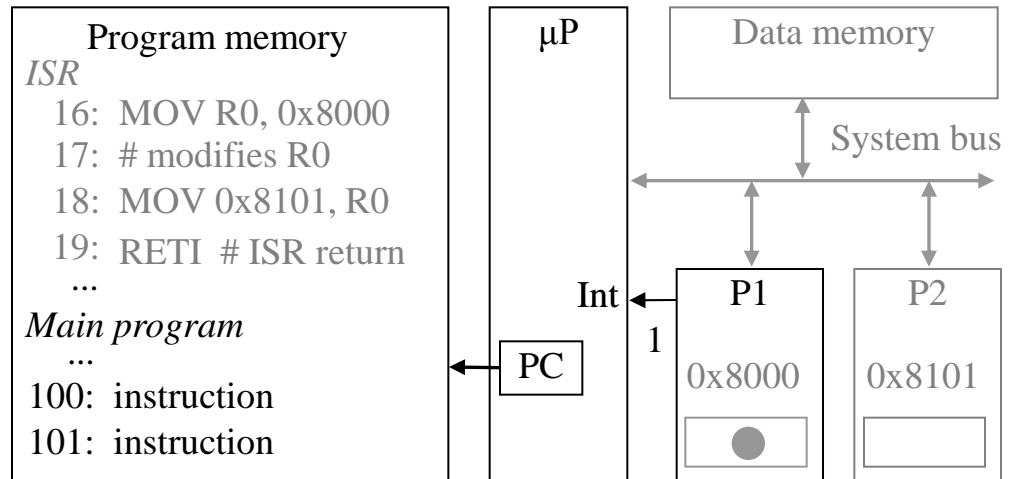 Program memory
ISR
16: MOV R0, 0x8000
17: # modifies R0
18: MOV 0x8101, R0
19: RETI # ISR return
...
Main program
...
100: instruction
101: instruction
μP
Int
PC
1
Data memory
System bus
P1
0x8000
P2
0x8101